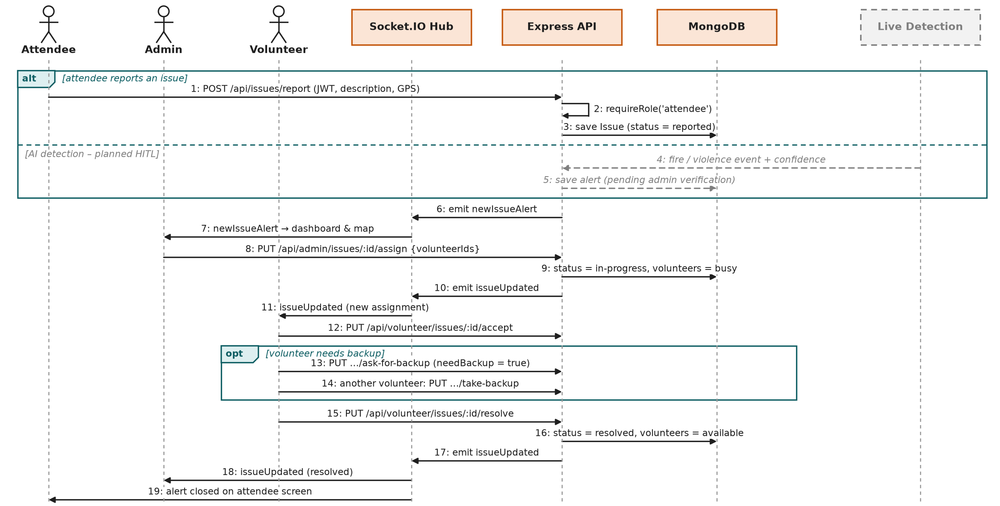 Attendee
Admin
Volunteer
Socket.IO Hub
Express API
MongoDB
Live Detection
alt
[attendee reports an issue]
1: POST /api/issues/report (JWT, description, GPS)
2: requireRole('attendee')
3: save Issue (status = reported)
[AI detection – planned HITL]
4: fire / violence event + confidence
5: save alert (pending admin verification)
6: emit newIssueAlert
7: newIssueAlert → dashboard & map
8: PUT /api/admin/issues/:id/assign {volunteerIds}
9: status = in-progress, volunteers = busy
10: emit issueUpdated
11: issueUpdated (new assignment)
12: PUT /api/volunteer/issues/:id/accept
opt
[volunteer needs backup]
13: PUT …/ask-for-backup (needBackup = true)
14: another volunteer: PUT …/take-backup
15: PUT /api/volunteer/issues/:id/resolve
16: status = resolved, volunteers = available
17: emit issueUpdated
18: issueUpdated (resolved)
19: alert closed on attendee screen